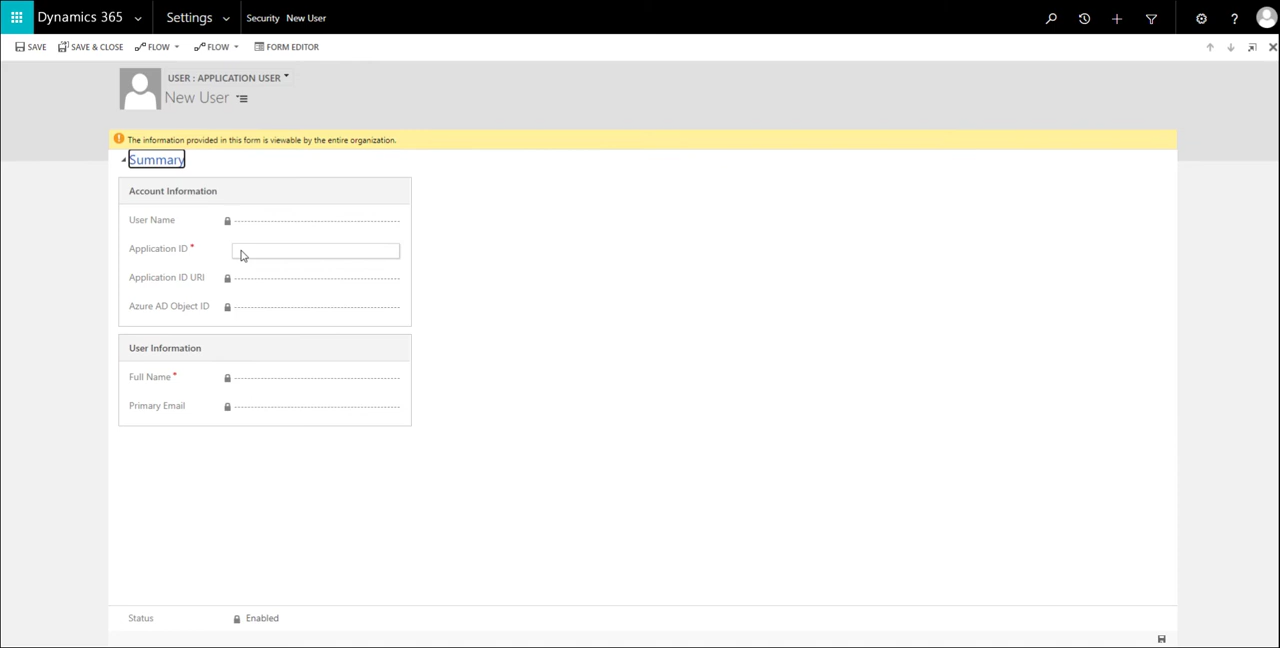 Dynamics 365 Settings Security New User
SAVE SAVE & CLOSE FLOW FLOW FORM EDITOR
USER : APPLICATION USER
New User
The information provided in this form is viewable by the entire organization.
Summary
Account Information
User Name
Application ID *
Application ID URI
Azure AD Object ID
User Information
Full Name *
Primary Email
Status Enabled